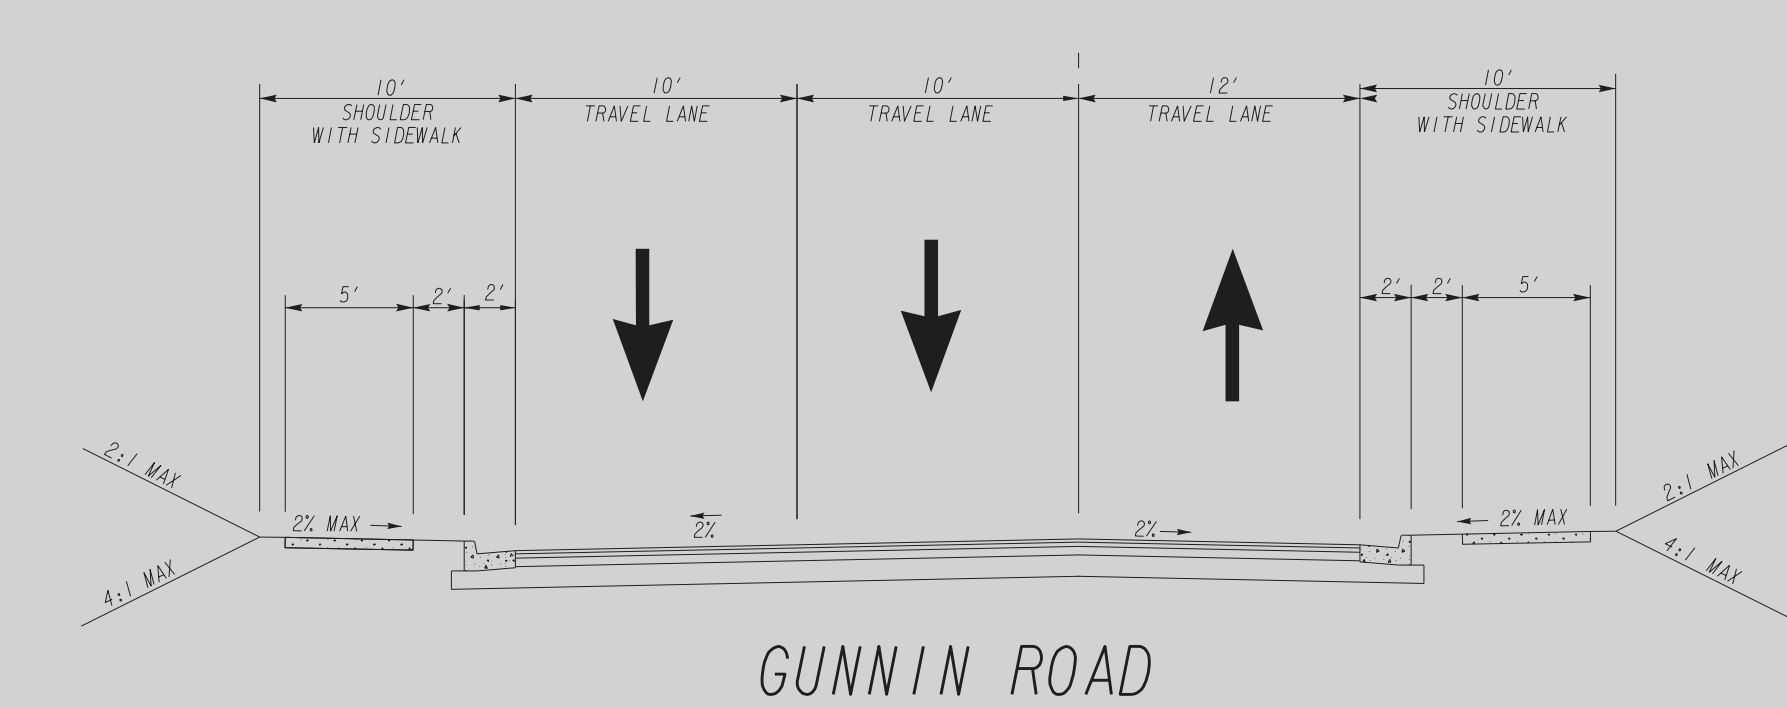 10' 10' 10' 12' 10'
SHOULDER TRAVEL LANE TRAVEL LANE TRAVEL LANE SHOULDER
WITH SIDEWALK WITH SIDEWALK
5' 2' 2' 2' 2' 5'
2:1 MAX 2:1 MAX
2% MAX 2% 2% 2% MAX
4:1 MAX 4:1 MAX
GUNNIN ROAD